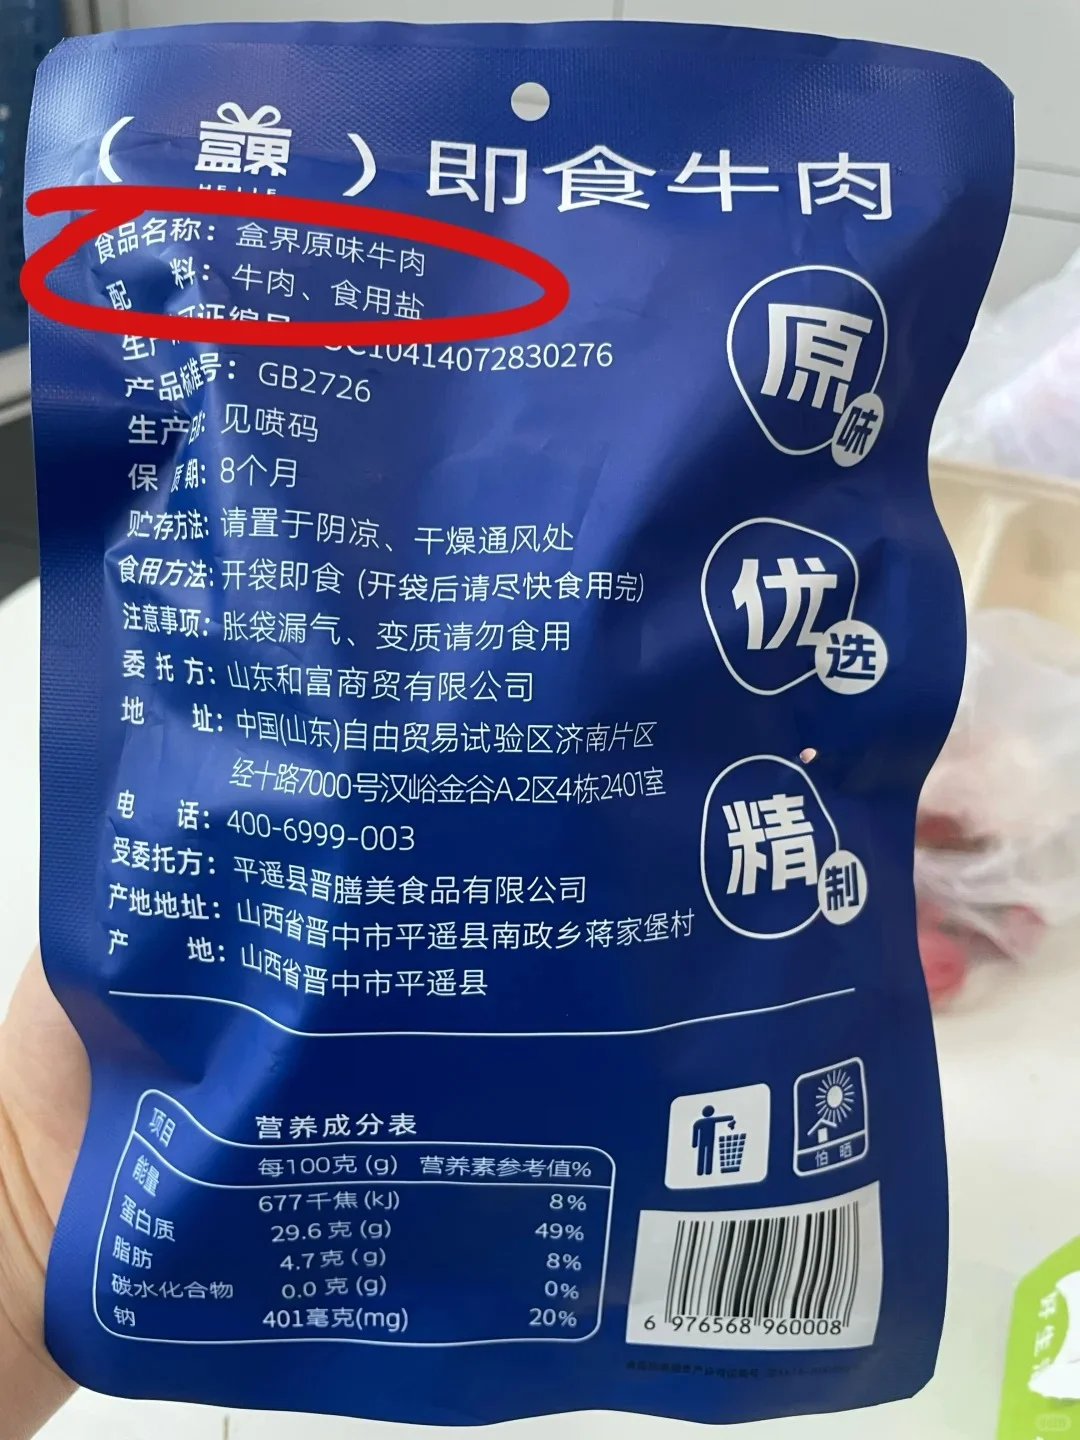 （盒界）即食牛肉
HEJIE
食品名称：盒界原味牛肉
配 料：牛肉、食用盐
SC10414072830276
产品标准号：GB2726
生产日期：见喷码
保质期：8个月
贮存方法：请置于阴凉、干燥通风处
食用方法：开袋即食（开袋后请尽快食用完）
注意事项：胀袋漏气、变质请勿食用
委托方：山东和富商贸有限公司
地 址：中国(山东)自由贸易试验区济南片区
经十路7000号汉峪金谷A2区4栋2401室
电 话：400-6999-003
受委托方：平遥县晋膳美食品有限公司
产地地址：山西省晋中市平遥县南政乡蒋家堡村
产 地：山西省晋中市平遥县
原味
优选
精制
营养成分表
项目 每100克(g) 营养素参考值%
能量 677千焦(kJ) 8%
蛋白质 29.6克(g) 49%
脂肪 4.7克(g) 8%
碳水化合物 0.0克(g) 0%
钠 401毫克(mg) 20%
怕晒
6 976568 960008